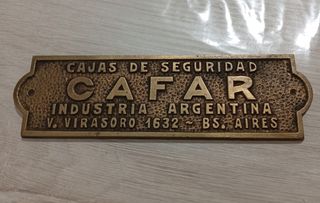 CAJAS DE SEGURIDAD
CAFAR
INDUSTRIA ARGENTINA
V. VIRASORO 1632 - BS. AIRES